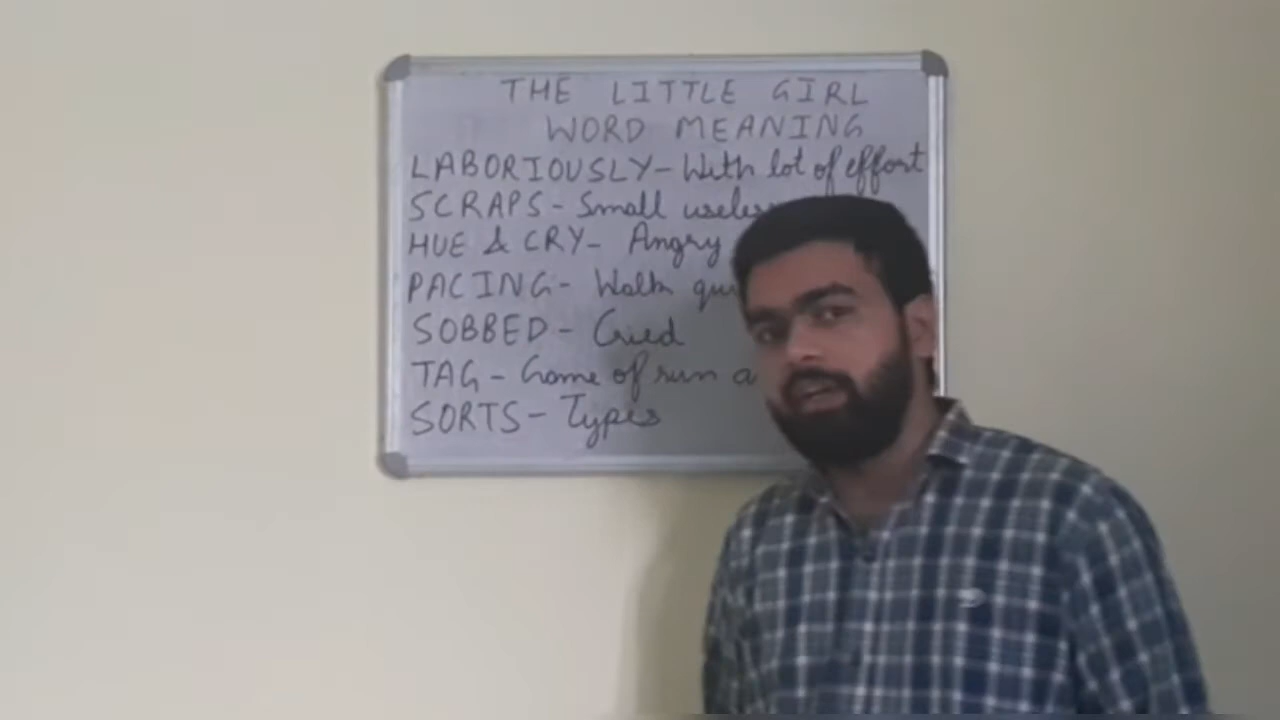 THE LITTLE GIRL
WORD MEANING
LABORIOUSLY - With lot of effort
SCRAPS - Small
HUE & CRY - Angry
PACING - Walk
SOBBED - Cried
TAG - Game of run
SORTS - Types